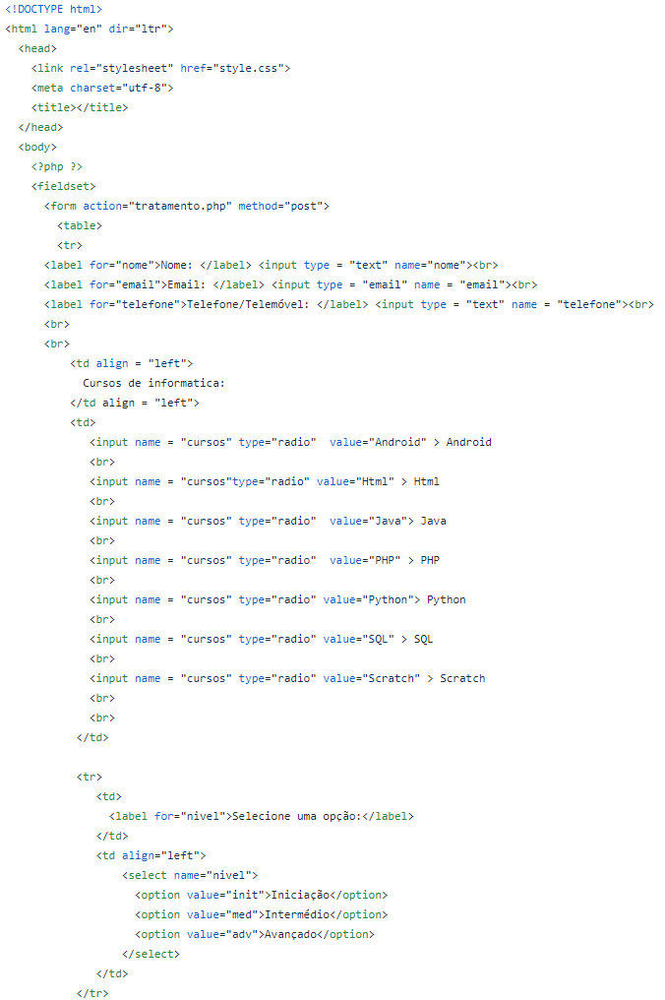 <!DOCTYPE html>
<html lang="en" dir="ltr">
<head>
<link rel="stylesheet" href="style.css">
<meta charset="utf-8">
<title></title>
</head>
<body>
<?php ?>
<fieldset>
<form action="tratamento.php" method="post">
<table>
<tr>
<label for="nome">Nome: </label> <input type = "text" name="nome"><br>
<label for="email">Email: </label> <input type = "email" name = "email"><br>
<label for="telefone">Telefone/Telemóvel: </label> <input type = "text" name = "telefone"><br>
<br>
<br>
<td align = "left">
Cursos de informatica:
</td align = "left">
<td>
<input name = "cursos" type="radio"  value="Android" > Android
<br>
<input name = "cursos"type="radio" value="Html" > Html
<br>
<input name = "cursos" type="radio"  value="Java"> Java
<br>
<input name = "cursos" type="radio"  value="PHP" > PHP
<br>
<input name = "cursos" type="radio" value="Python"> Python
<br>
<input name = "cursos" type="radio" value="SQL" > SQL
<br>
<input name = "cursos" type="radio" value="Scratch" > Scratch
<br>
<br>
</td>
<tr>
<td>
<label for="nivel">Selecione uma opção:</label>
</td>
<td align="left">
<select name="nivel">
<option value="init">Iniciação</option>
<option value="med">Intermédio</option>
<option value="adv">Avançado</option>
</select>
</td>
</tr>